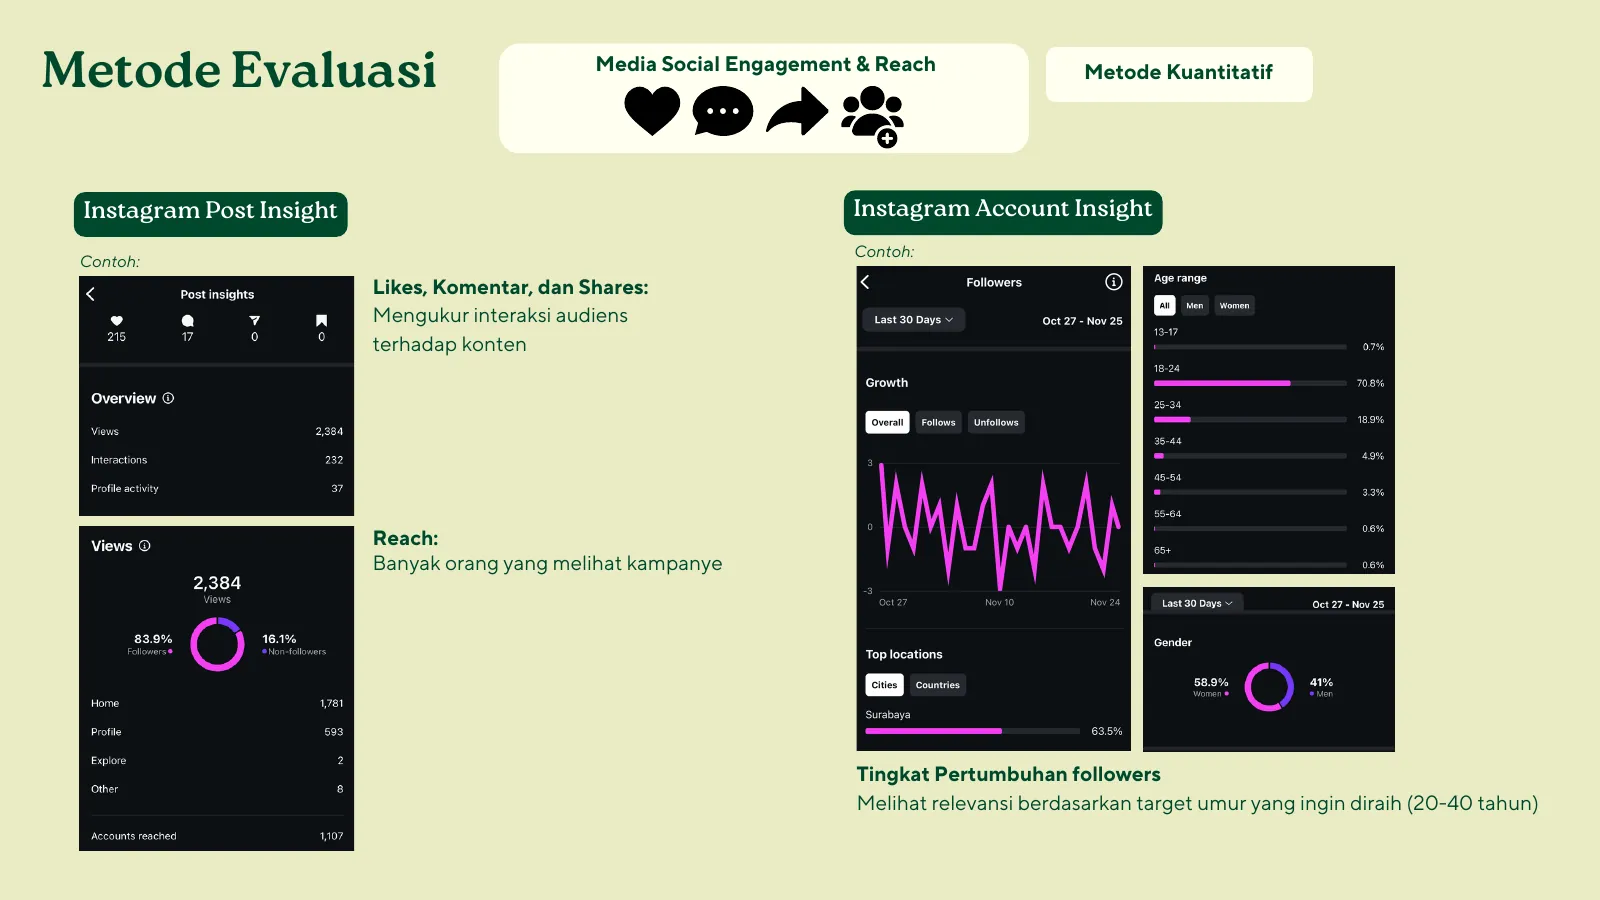 Metode Evaluasi
Media Social Engagement & Reach
Metode Kuantitatif
Instagram Post Insight
Contoh:
Post insights
215 17 0 0
Overview
Views 2,384
Interactions 232
Profile activity 37
Likes, Komentar, dan Shares:
Mengukur interaksi audiens
terhadap konten
Views
2,384
Views
83.9% 16.1%
Followers Non-followers
Home 1,781
Profile 593
Explore 2
Other 8
Accounts reached 1,107
Reach:
Banyak orang yang melihat kampanye
Instagram Account Insight
Contoh:
Followers
Last 30 Days Oct 27 - Nov 25
Growth
Overall Follows Unfollows
3
0
-3
Oct 27 Nov 10 Nov 24
Top locations
Cities Countries
Surabaya
63.5%
Age range
All Men Women
13-17
0.7%
18-24
70.8%
25-34
18.9%
35-44
4.9%
45-54
3.3%
55-64
0.6%
65+
0.6%
Last 30 Days Oct 27 - Nov 25
Gender
58.9% 41%
Women Men
Tingkat Pertumbuhan followers
Melihat relevansi berdasarkan target umur yang ingin diraih (20-40 tahun)